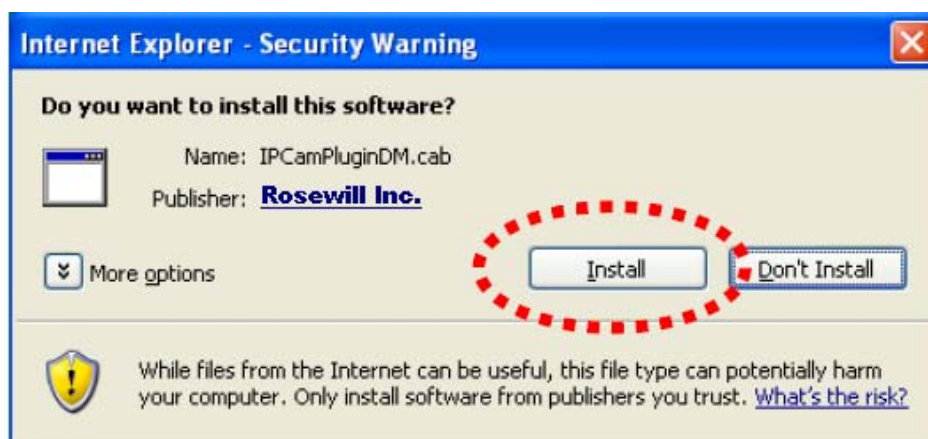 Internet Explorer - Security Warning
Do you want to install this software?
Name: IPCamPluginDM.cab
Publisher: Rosewill Inc.
More options
Install
Don't Install
While files from the Internet can be useful, this file type can potentially harm
your computer. Only install software from publishers you trust. What's the risk?